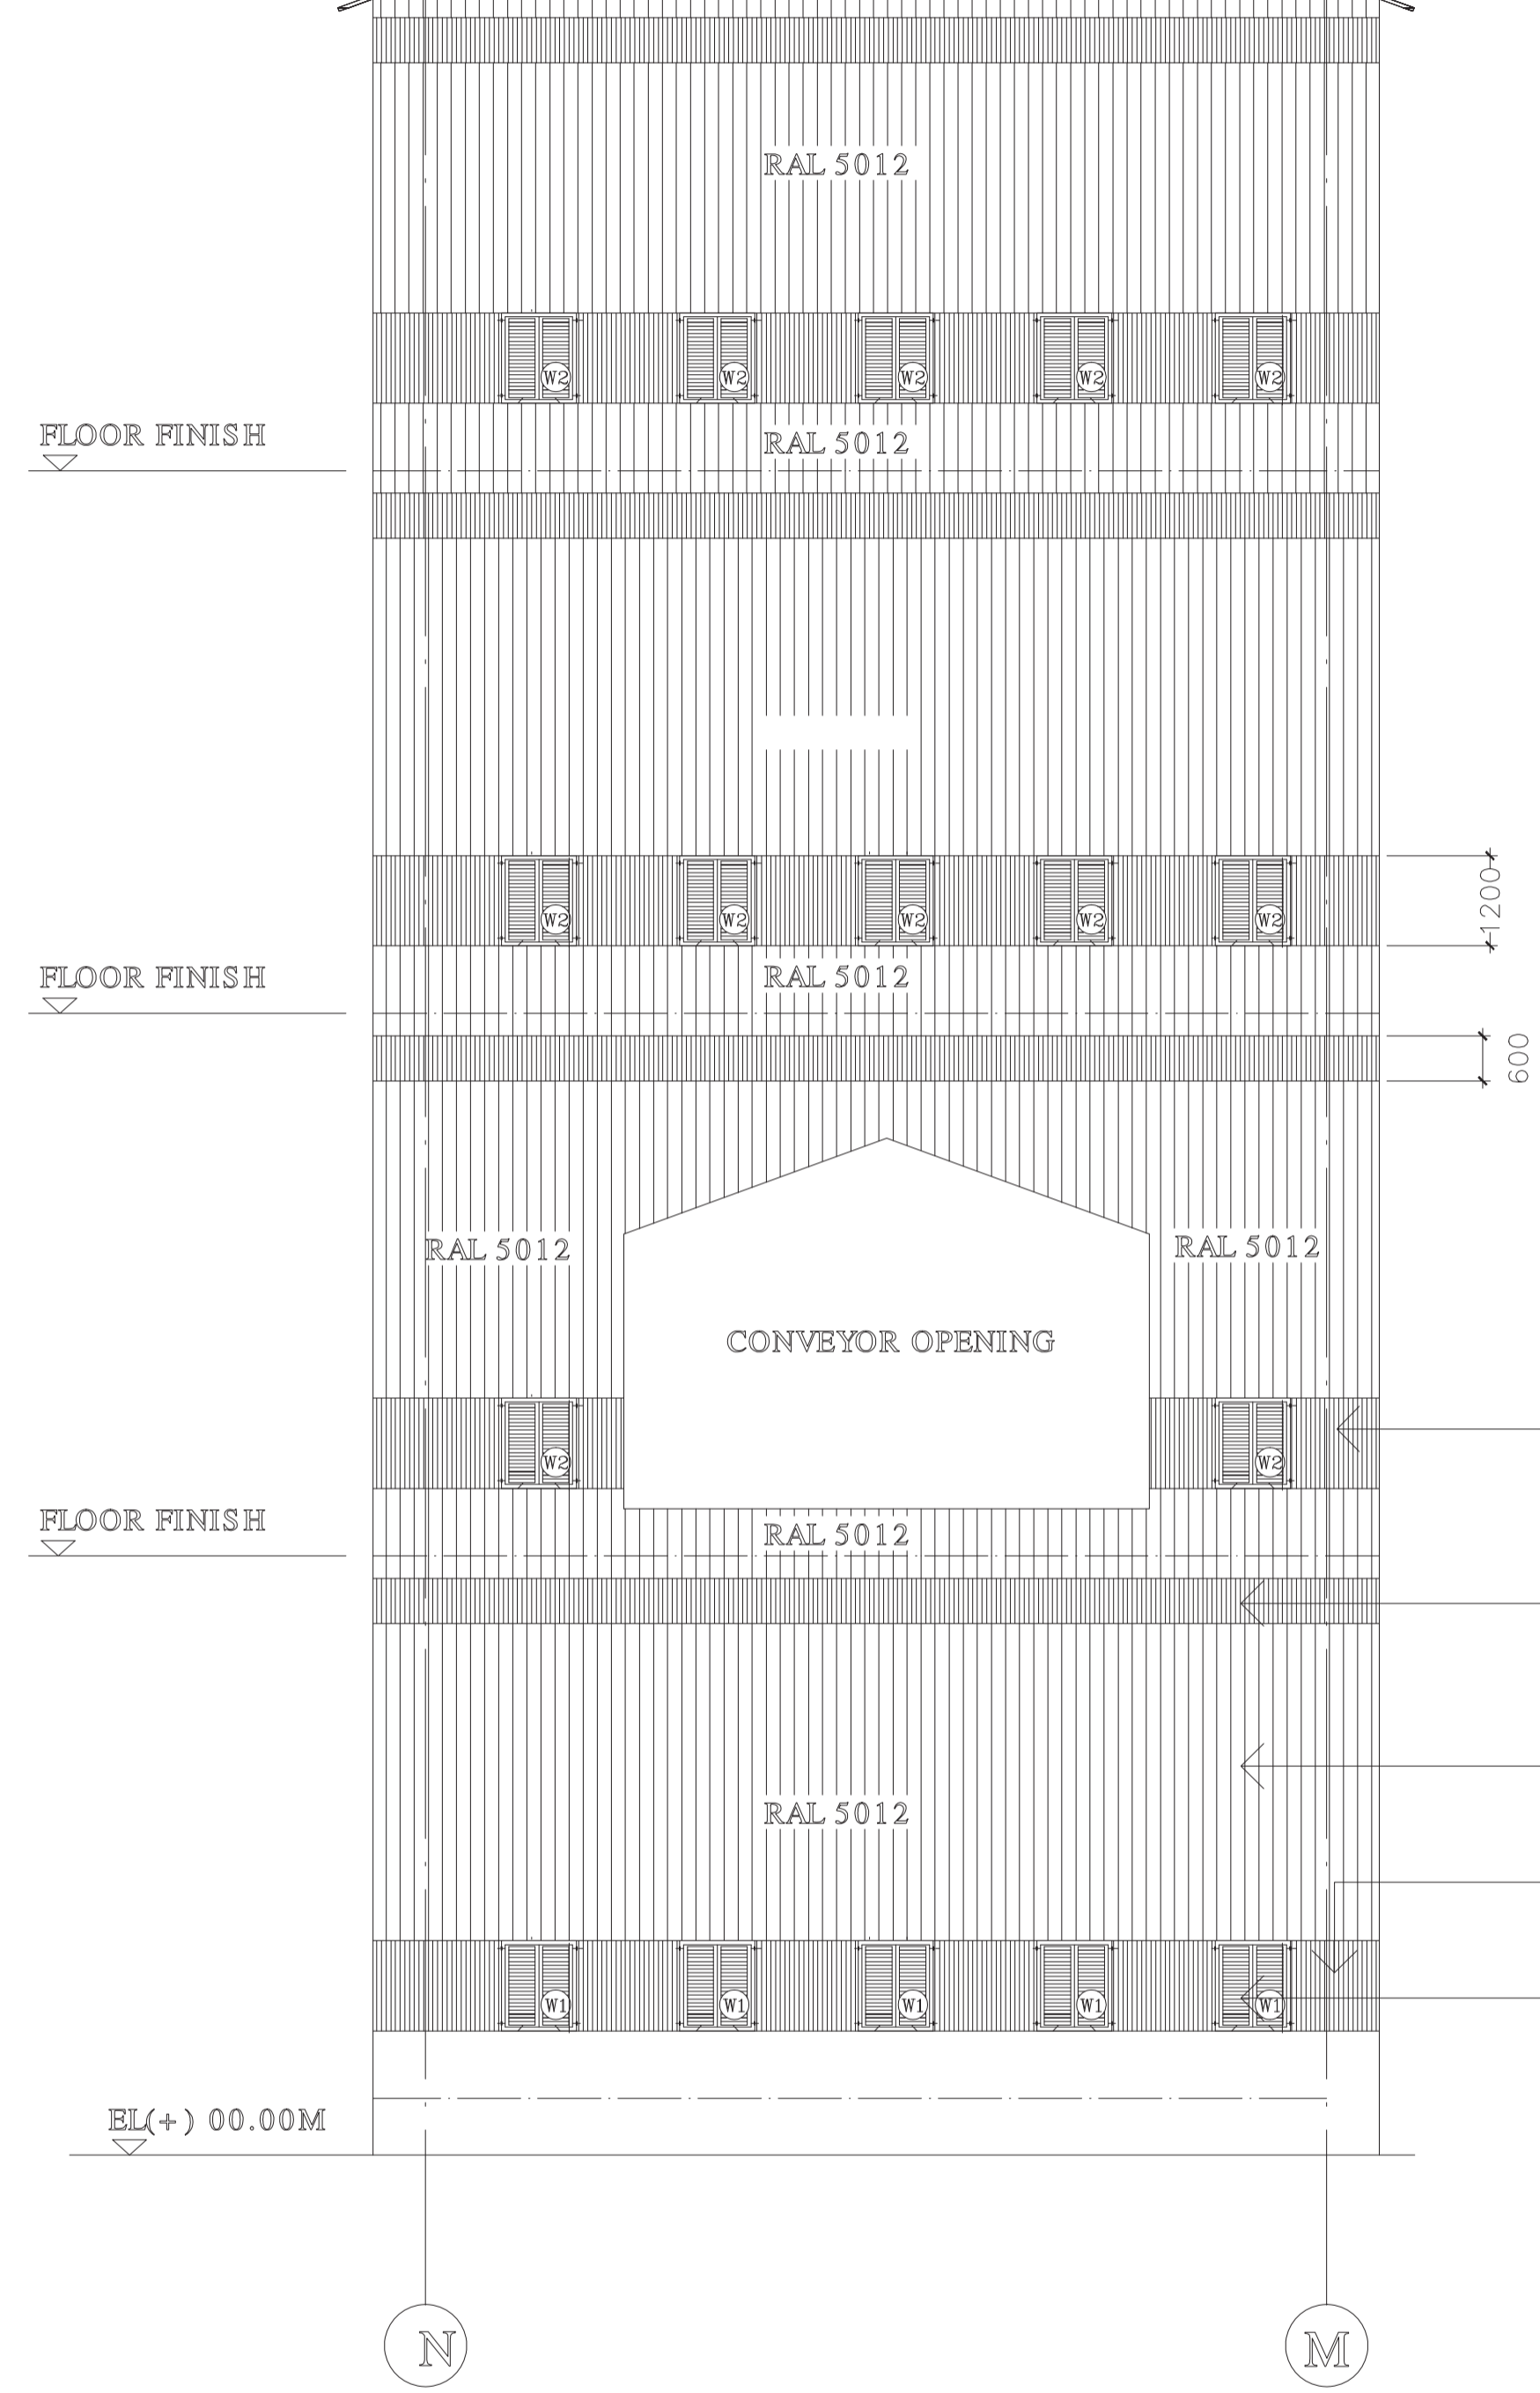 RAL 5012
W2 W2 W2 W2 W2
FLOOR FINISH
RAL 5012
W2 W2 W2 W2 W2
1200
FLOOR FINISH
RAL 5012
600
RAL 5012
RAL 5012
CONVEYOR OPENING
W2 W2
FLOOR FINISH
RAL 5012
RAL 5012
W1 W1 W1 W1 W1
EL(+) 00.00M
N M